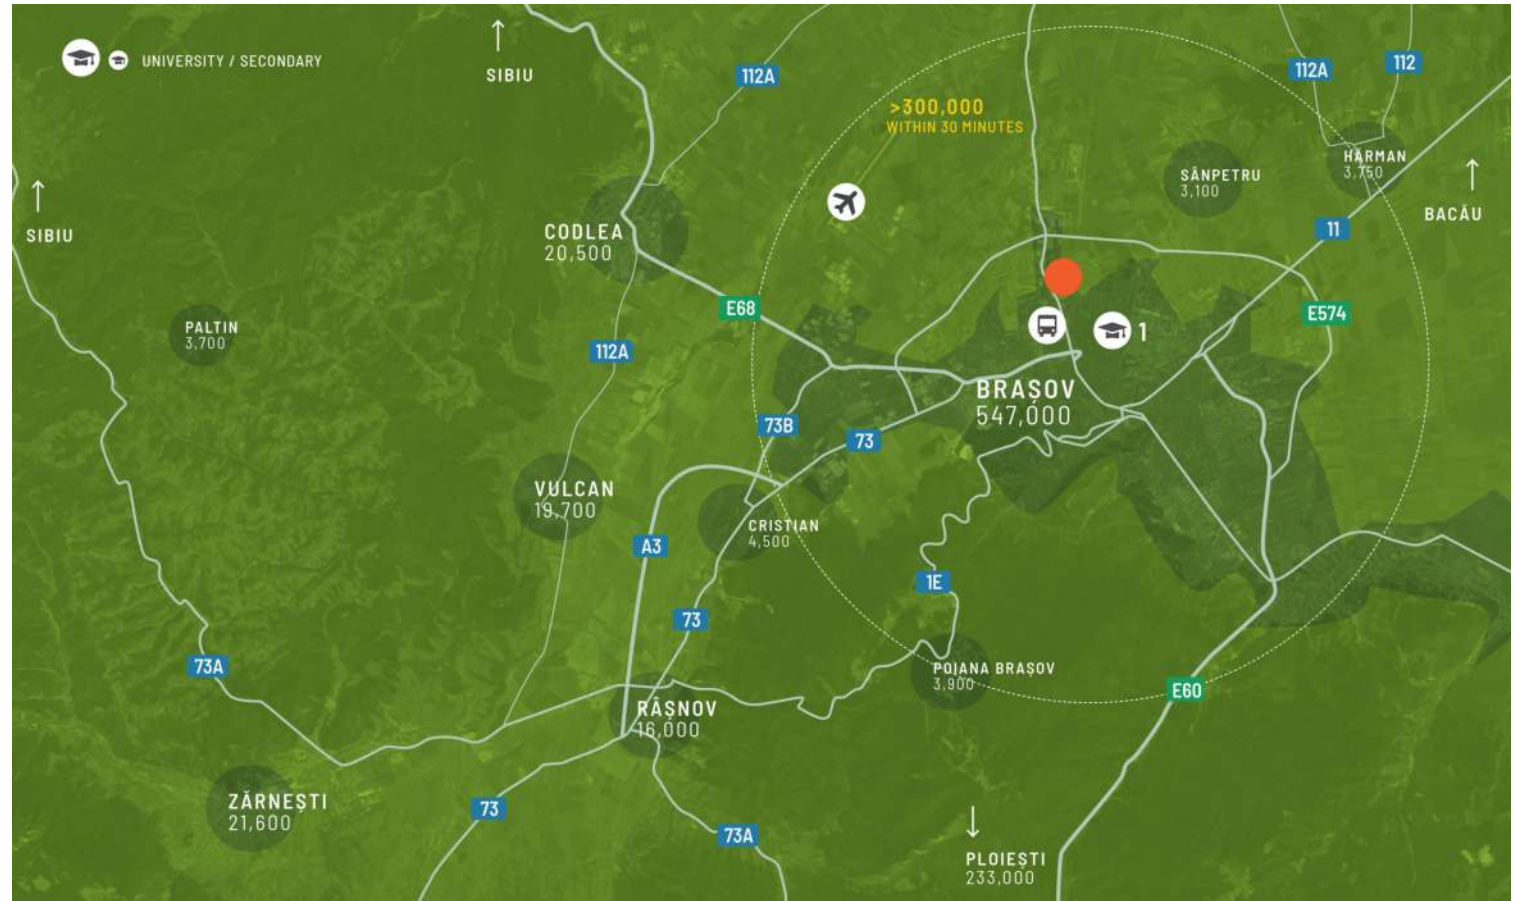 UNIVERSITY / SECONDARY
SIBIU
112A
112A
112
>300,000
WITHIN 30 MINUTES
HĂRMAN
3,750
SÂNPETRU
3,100
SIBIU
BACĂU
11
CODLEA
20,500
E68
E574
PALTIN
3,700
1
112A
BRAȘOV
547,000
73B
73
VULCAN
19,700
CRISTIAN
4,500
A3
1E
73
73A
POIANA BRAȘOV
3,900
E60
RÂȘNOV
16,000
ZĂRNEȘTI
21,600
73
73A
PLOIEȘTI
233,000